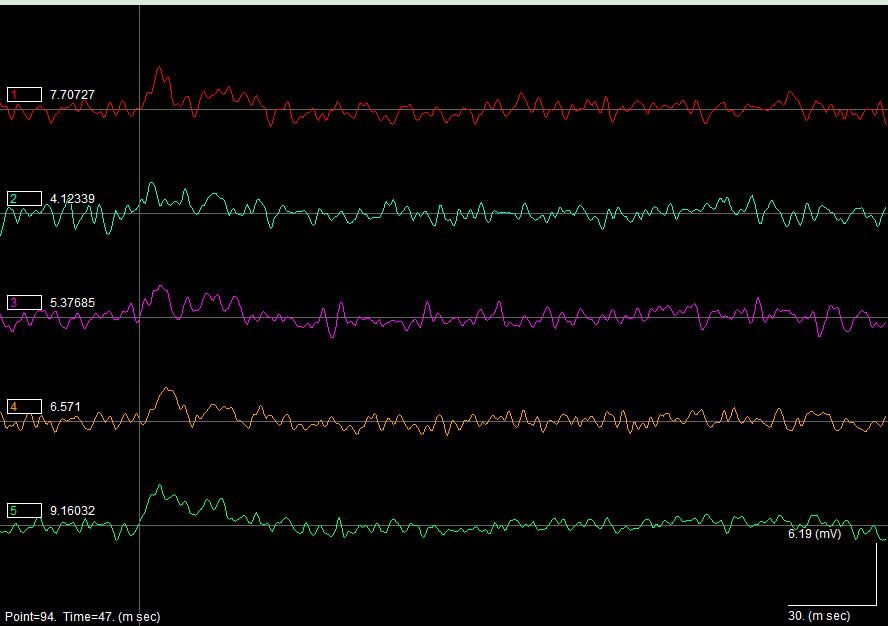 1 7.70727
2 4.12339
3 5.37685
4 6.571
5 9.16032
6.19 (mV)
30. (m sec)
Point=94. Time=47. (m sec)